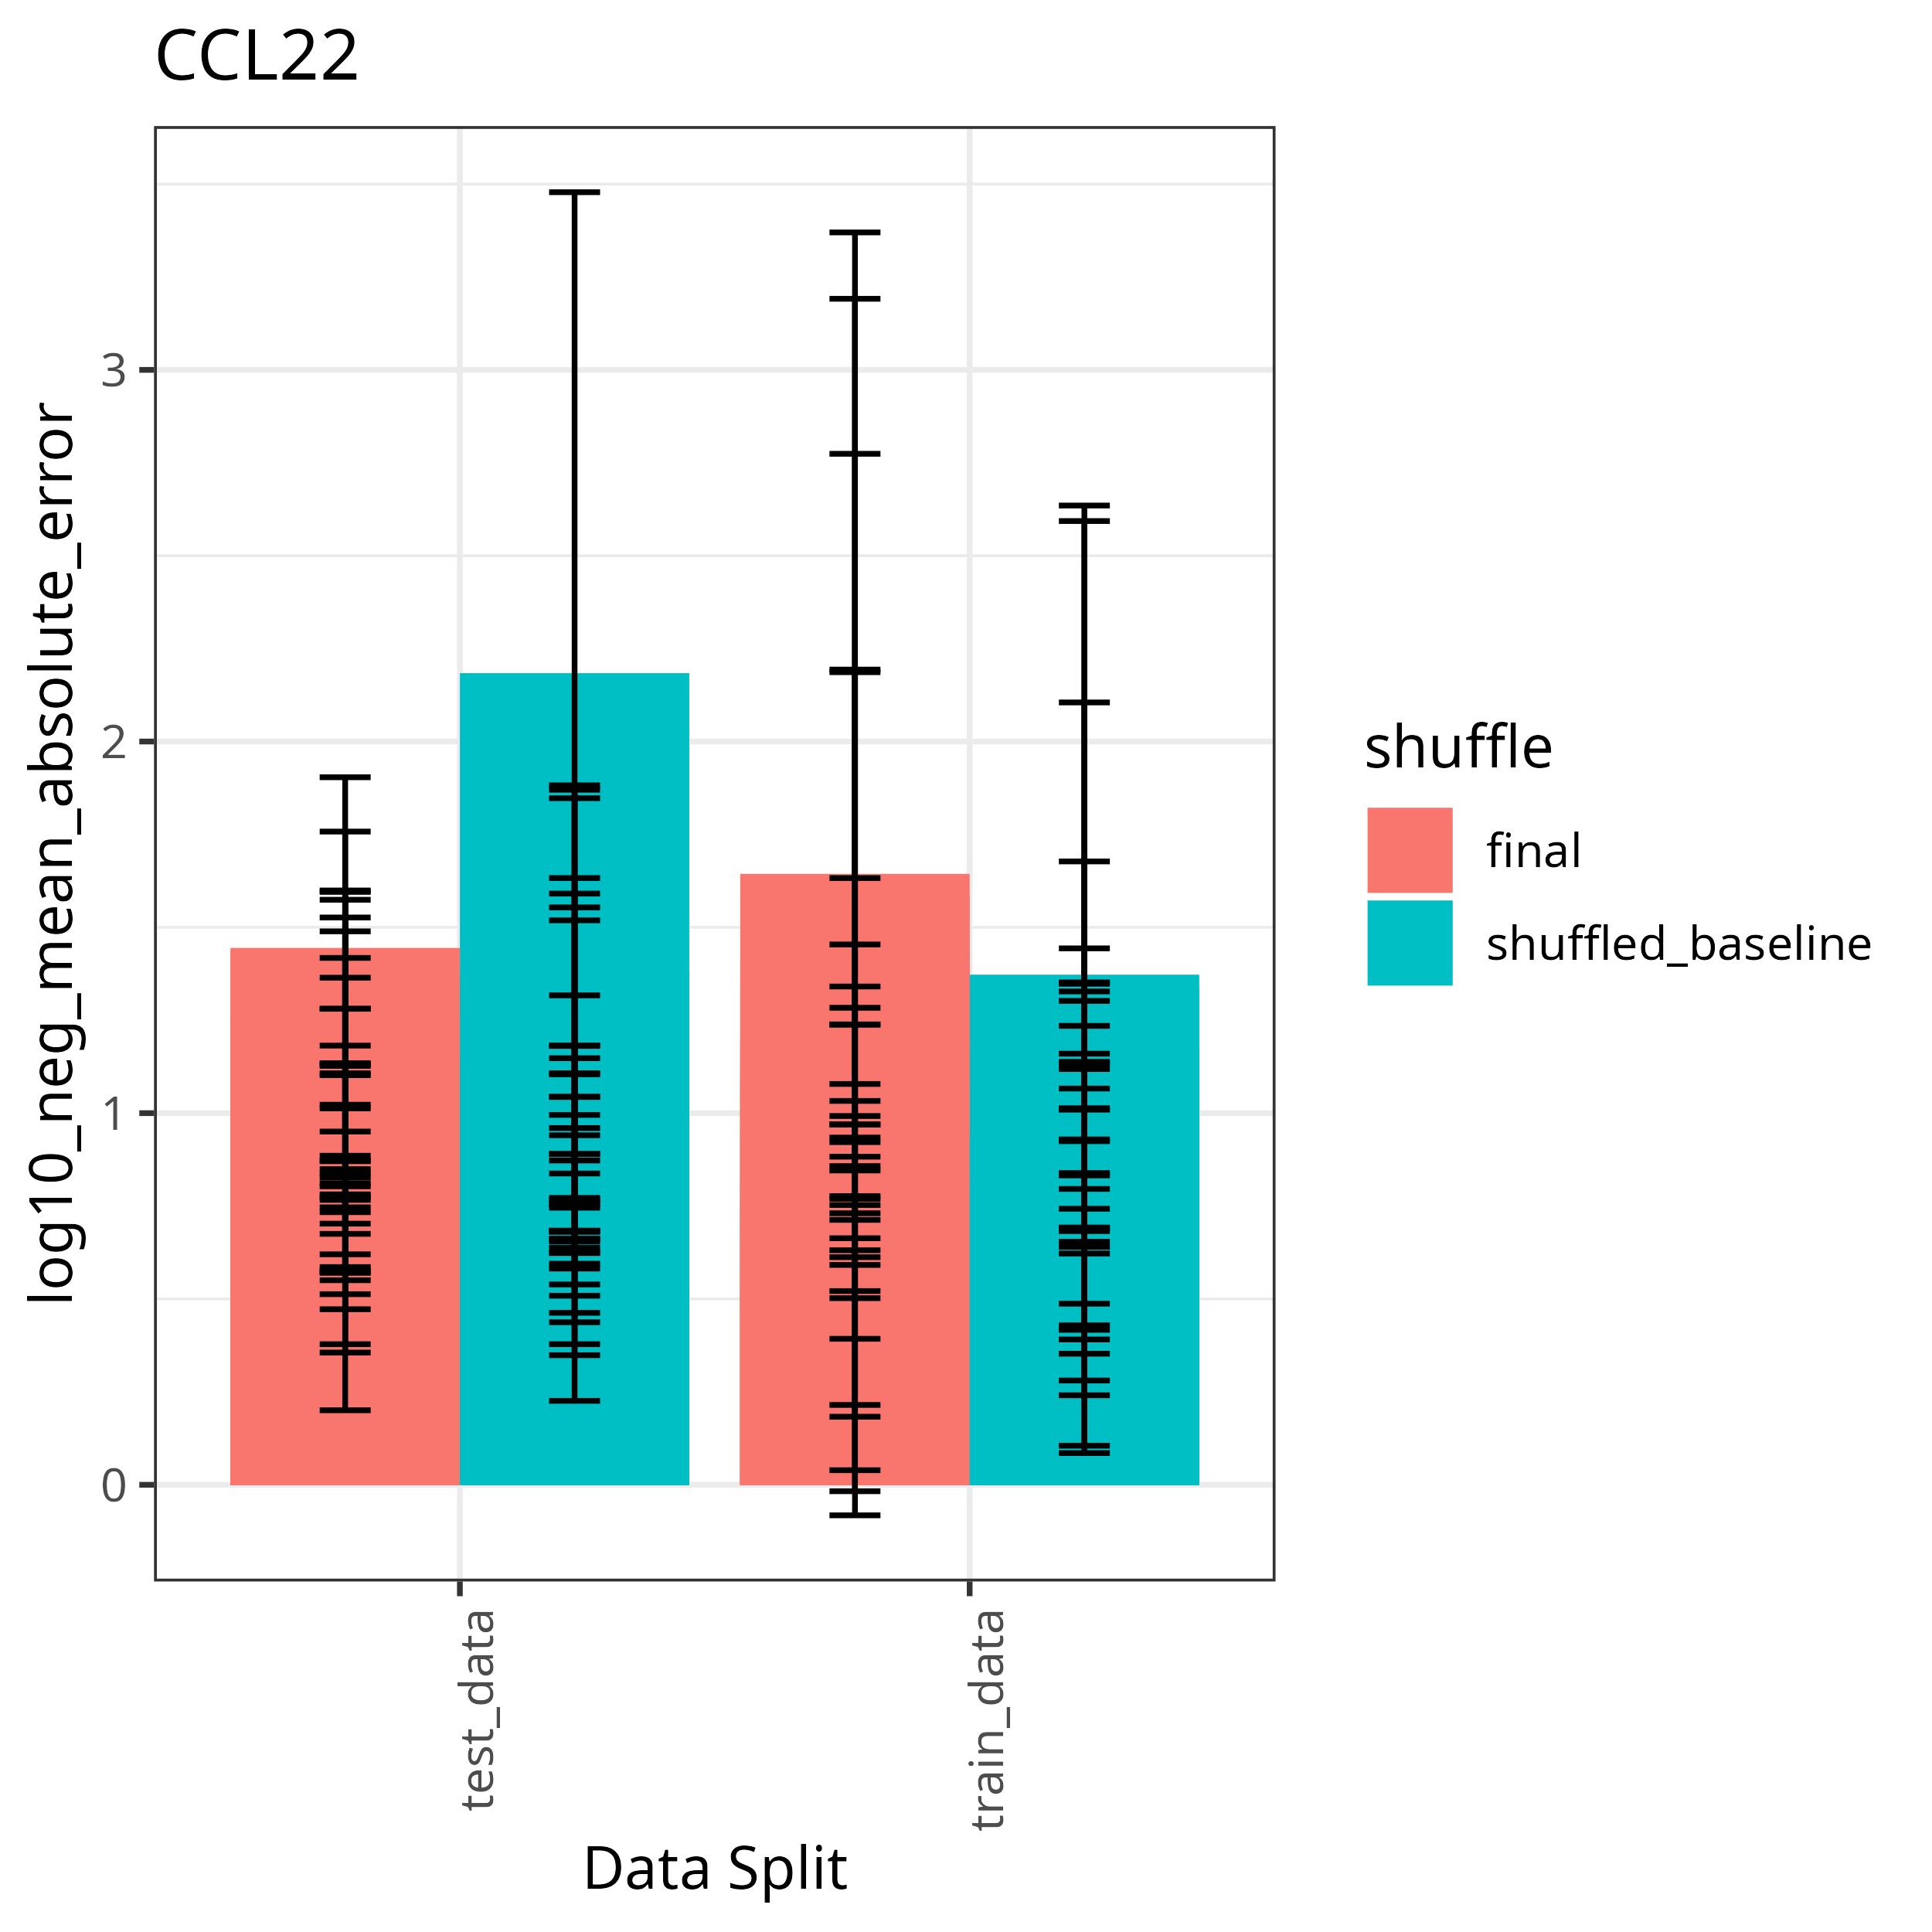 CCL22
log10_neg_mean_absolute_error
3
2
1
0
test_data
train_data
Data Split
shuffle
final
shuffled_baseline